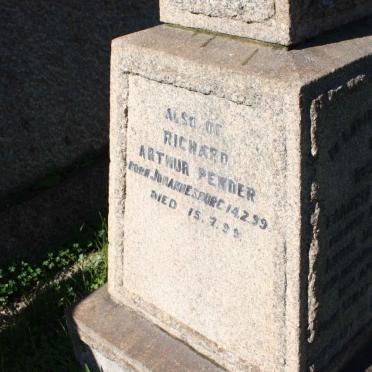 ALSO OF
RICHARD
ARTHUR PENDER
BORN JOHANNESBURG 14.2.99
DIED 15.7.99